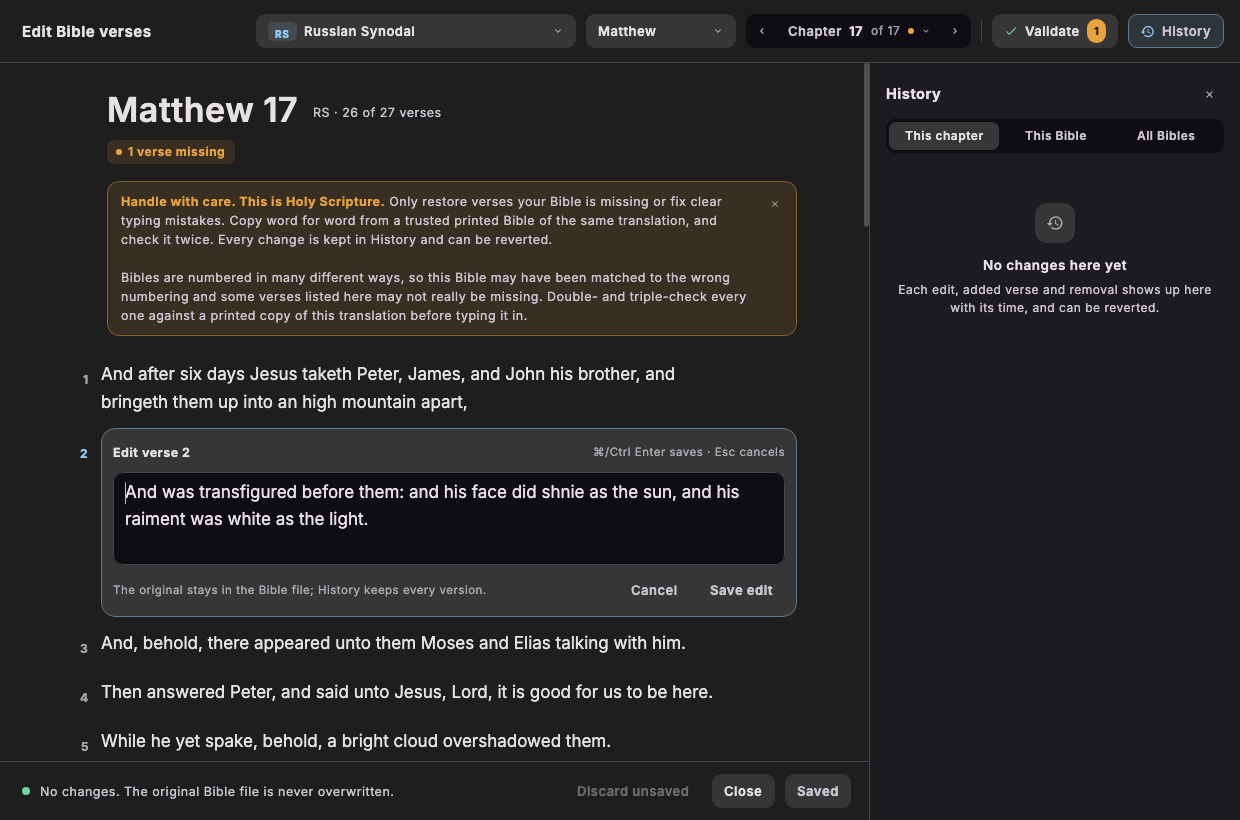 Edit Bible verses
RS Russian Synodal
Matthew
Chapter 17 of 17
Validate 1
History
Matthew 17 RS · 26 of 27 verses
1 verse missing
Handle with care. This is Holy Scripture. Only restore verses your Bible is missing or fix clear
typing mistakes. Copy word for word from a trusted printed Bible of the same translation, and
check it twice. Every change is kept in History and can be reverted.
Bibles are numbered in many different ways, so this Bible may have been matched to the wrong
numbering and some verses listed here may not really be missing. Double- and triple-check every
one against a printed copy of this translation before typing it in.
1 And after six days Jesus taketh Peter, James, and John his brother, and
bringeth them up into an high mountain apart,
2 Edit verse 2 ⌘/Ctrl Enter saves · Esc cancels
And was transfigured before them: and his face did shnie as the sun, and his
raiment was white as the light.
The original stays in the Bible file; History keeps every version. Cancel Save edit
3 And, behold, there appeared unto them Moses and Elias talking with him.
4 Then answered Peter, and said unto Jesus, Lord, it is good for us to be here.
5 While he yet spake, behold, a bright cloud overshadowed them.
No changes. The original Bible file is never overwritten. Discard unsaved Close Saved
History ×
This chapter This Bible All Bibles
No changes here yet
Each edit, added verse and removal shows up here
with its time, and can be reverted.